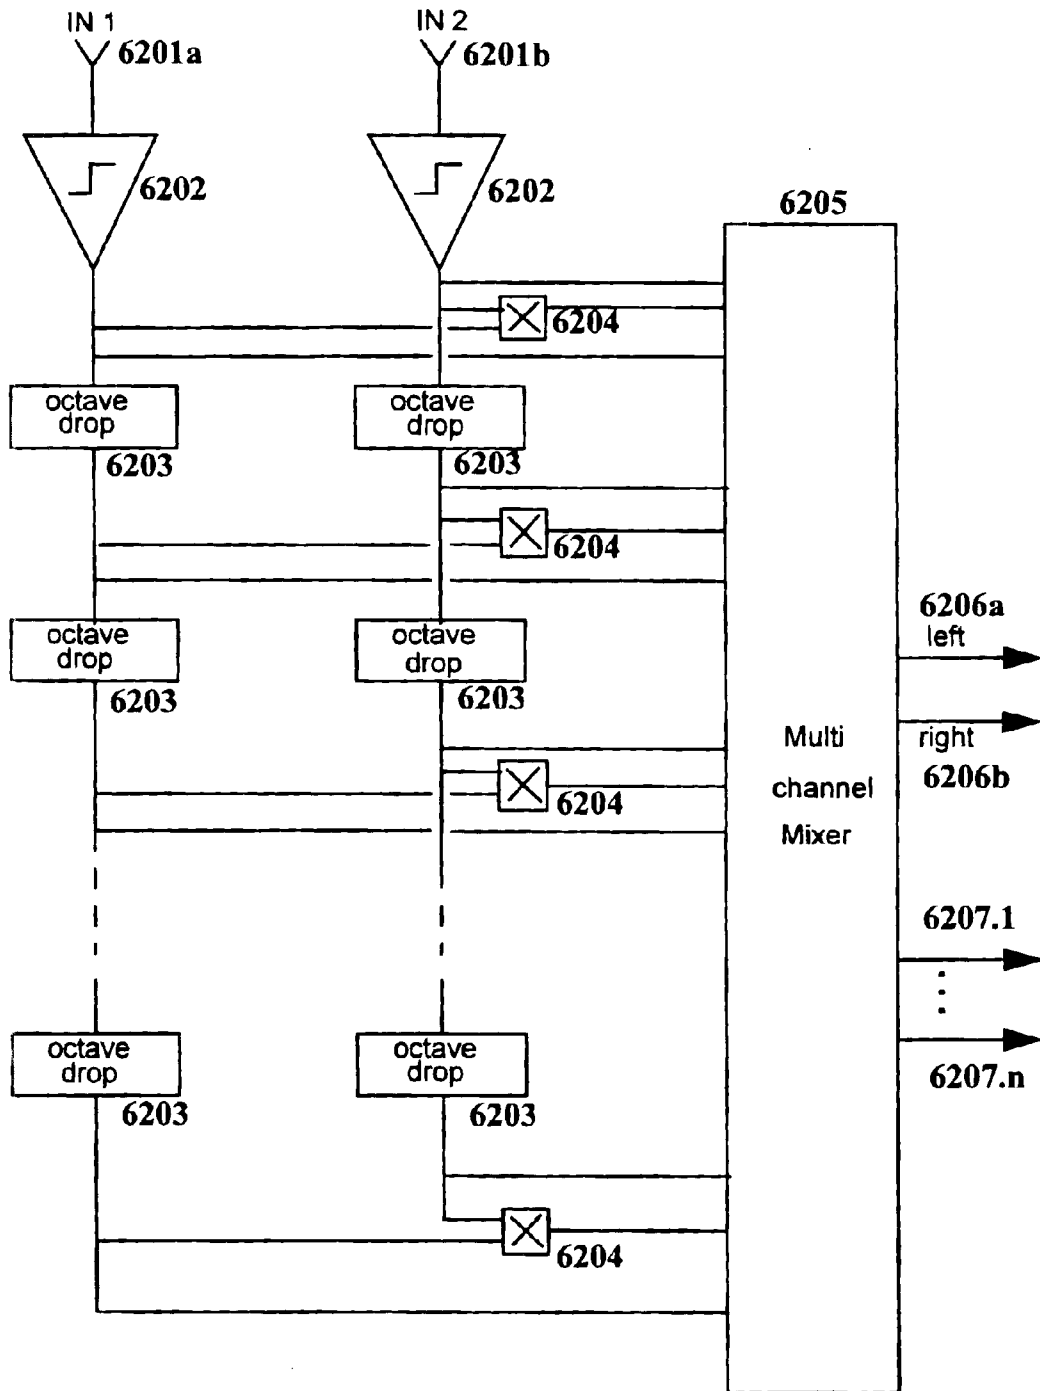 IN 1
6201a
IN 2
6201b
6202
6202
6205
6204
octave
drop
6203
octave
drop
6203
6204
octave
drop
6203
octave
drop
6203
6204
6206a
left
right
6206b
Multi
channel
Mixer
6207.1
6207.n
octave
drop
6203
octave
drop
6203
6204